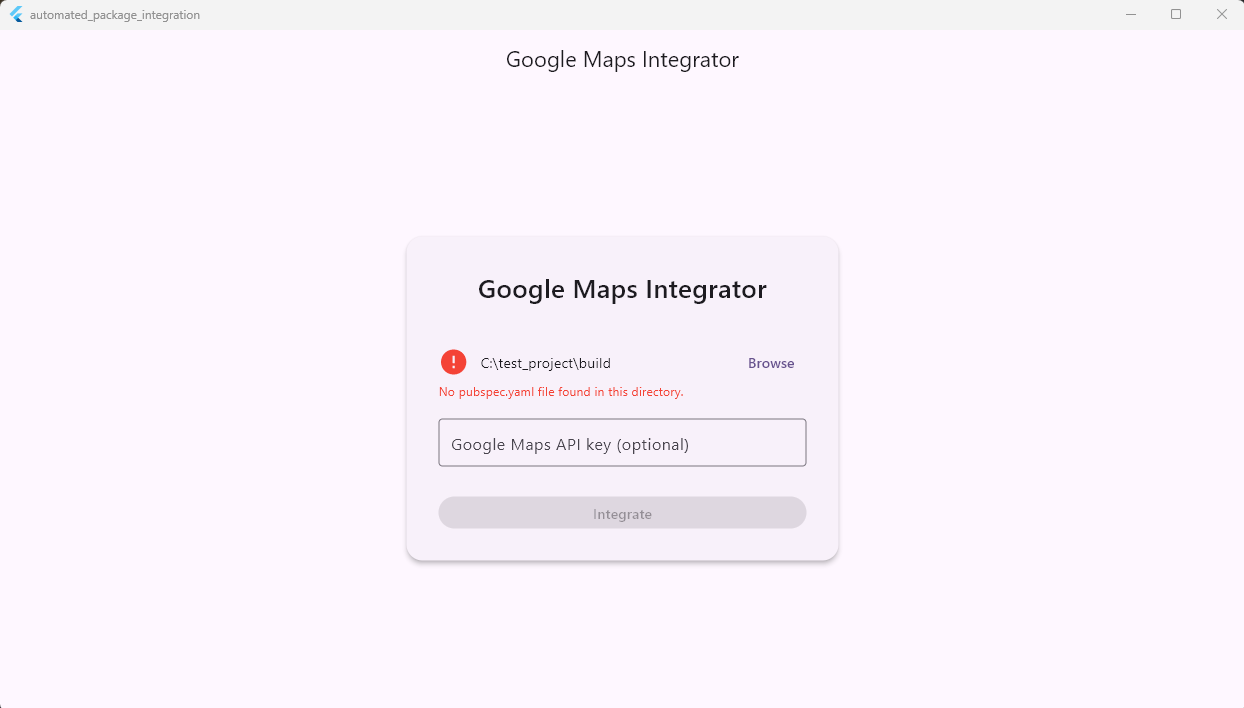 automated_package_integration
Google Maps Integrator
Google Maps Integrator
C:\test_project\build Browse
No pubspec.yaml file found in this directory.
Google Maps API key (optional)
Integrate